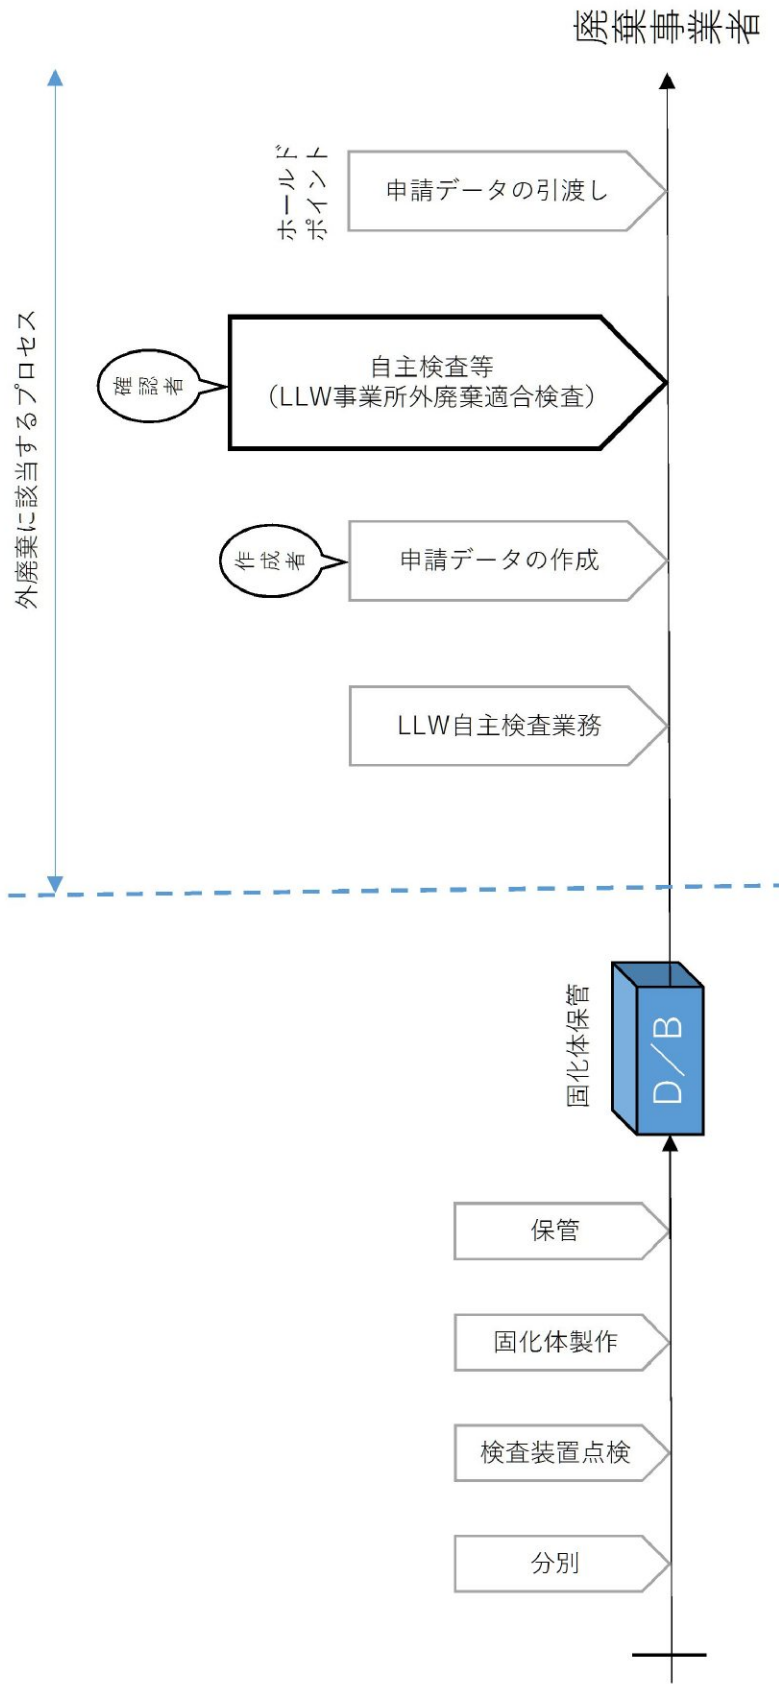 廃棄事業者
外廃棄に該当するプロセス
ホールド
ポイント
申請データの引渡し
確認者
自主検査等
(LLW事業所外廃棄適合検査)
作成者
申請データの作成
LLW自主検査業務
固化体保管
D/B
保管
固化体製作
検査装置点検
分別